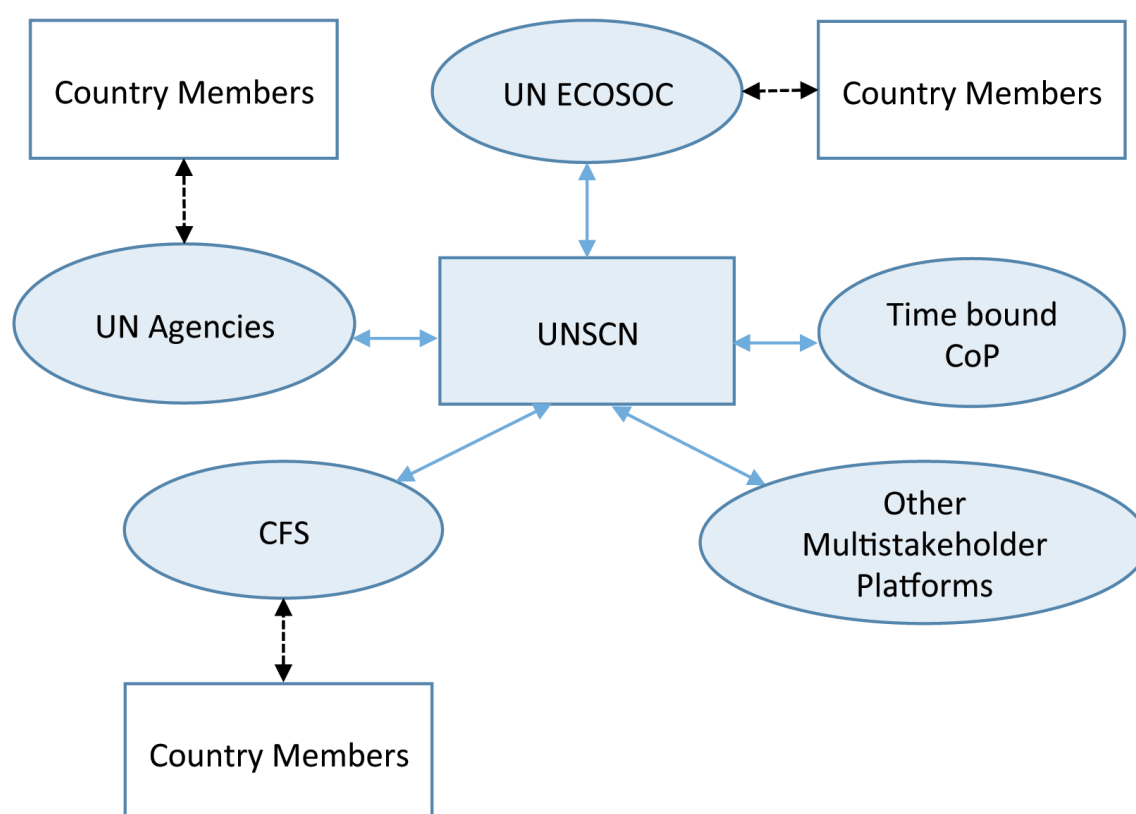 Country Members
UN ECOSOC
Country Members
UN Agencies
UNSCN
Time bound
CoP
CFS
Other
Multistakeholder
Platforms
Country Members